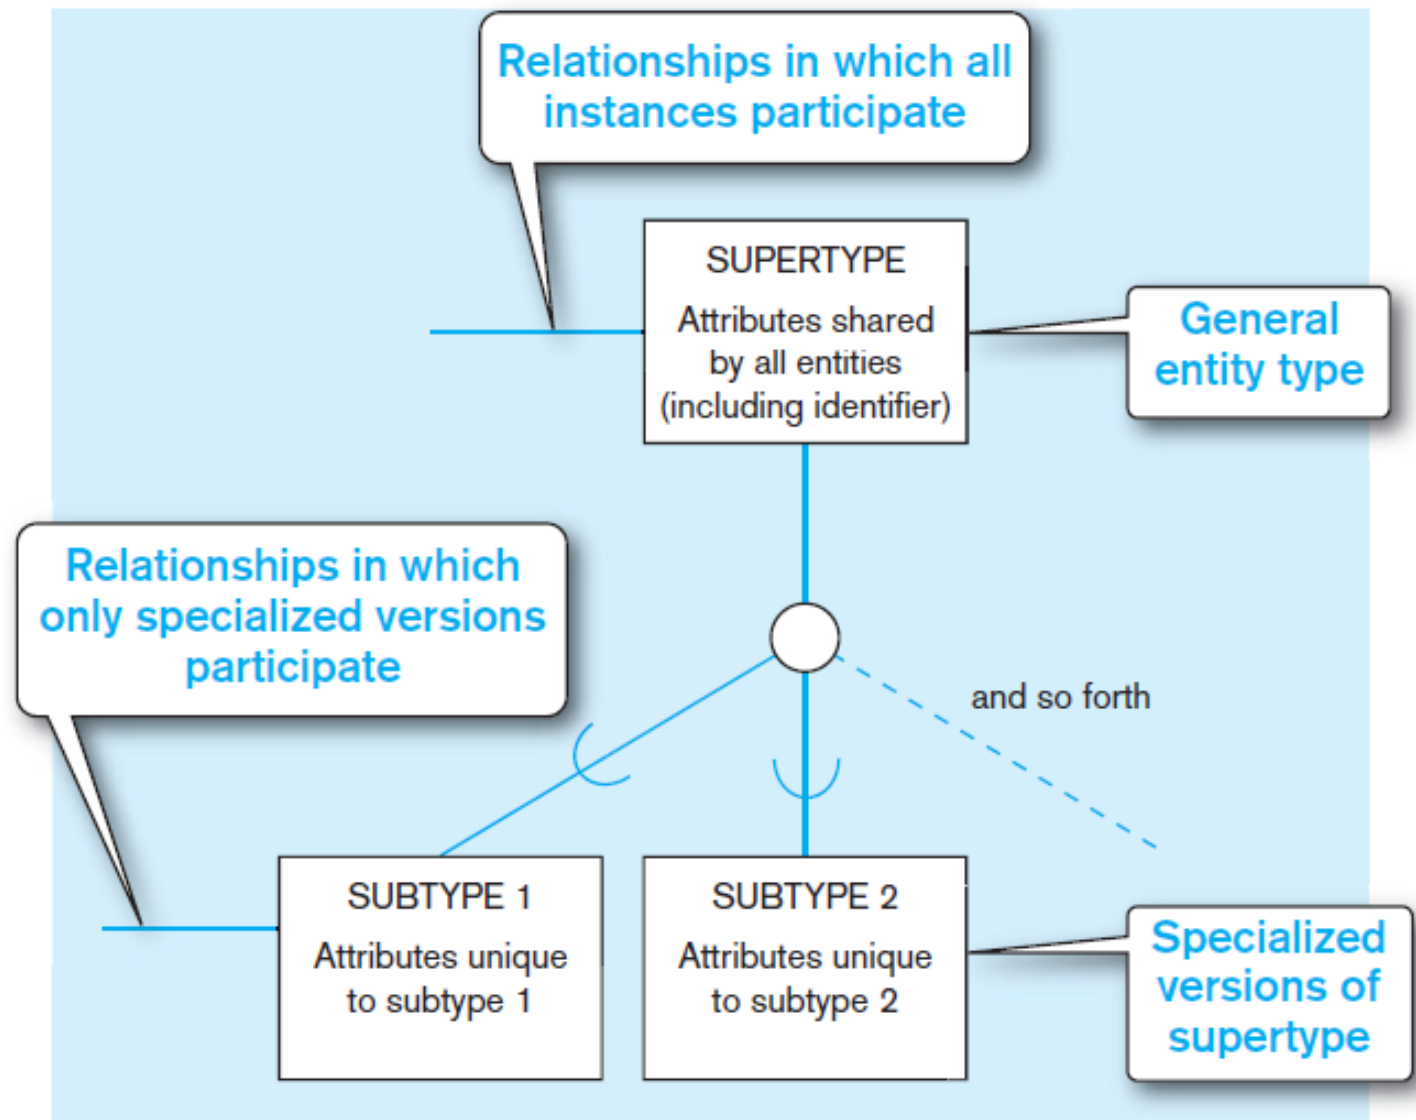 Relationships in which all
instances participate
SUPERTYPE
Attributes shared
by all entities
(including identifier)
General
entity type
Relationships in which
only specialized versions
participate
and so forth
SUBTYPE 1
Attributes unique
to subtype 1
SUBTYPE 2
Attributes unique
to subtype 2
Specialized
versions of
supertype